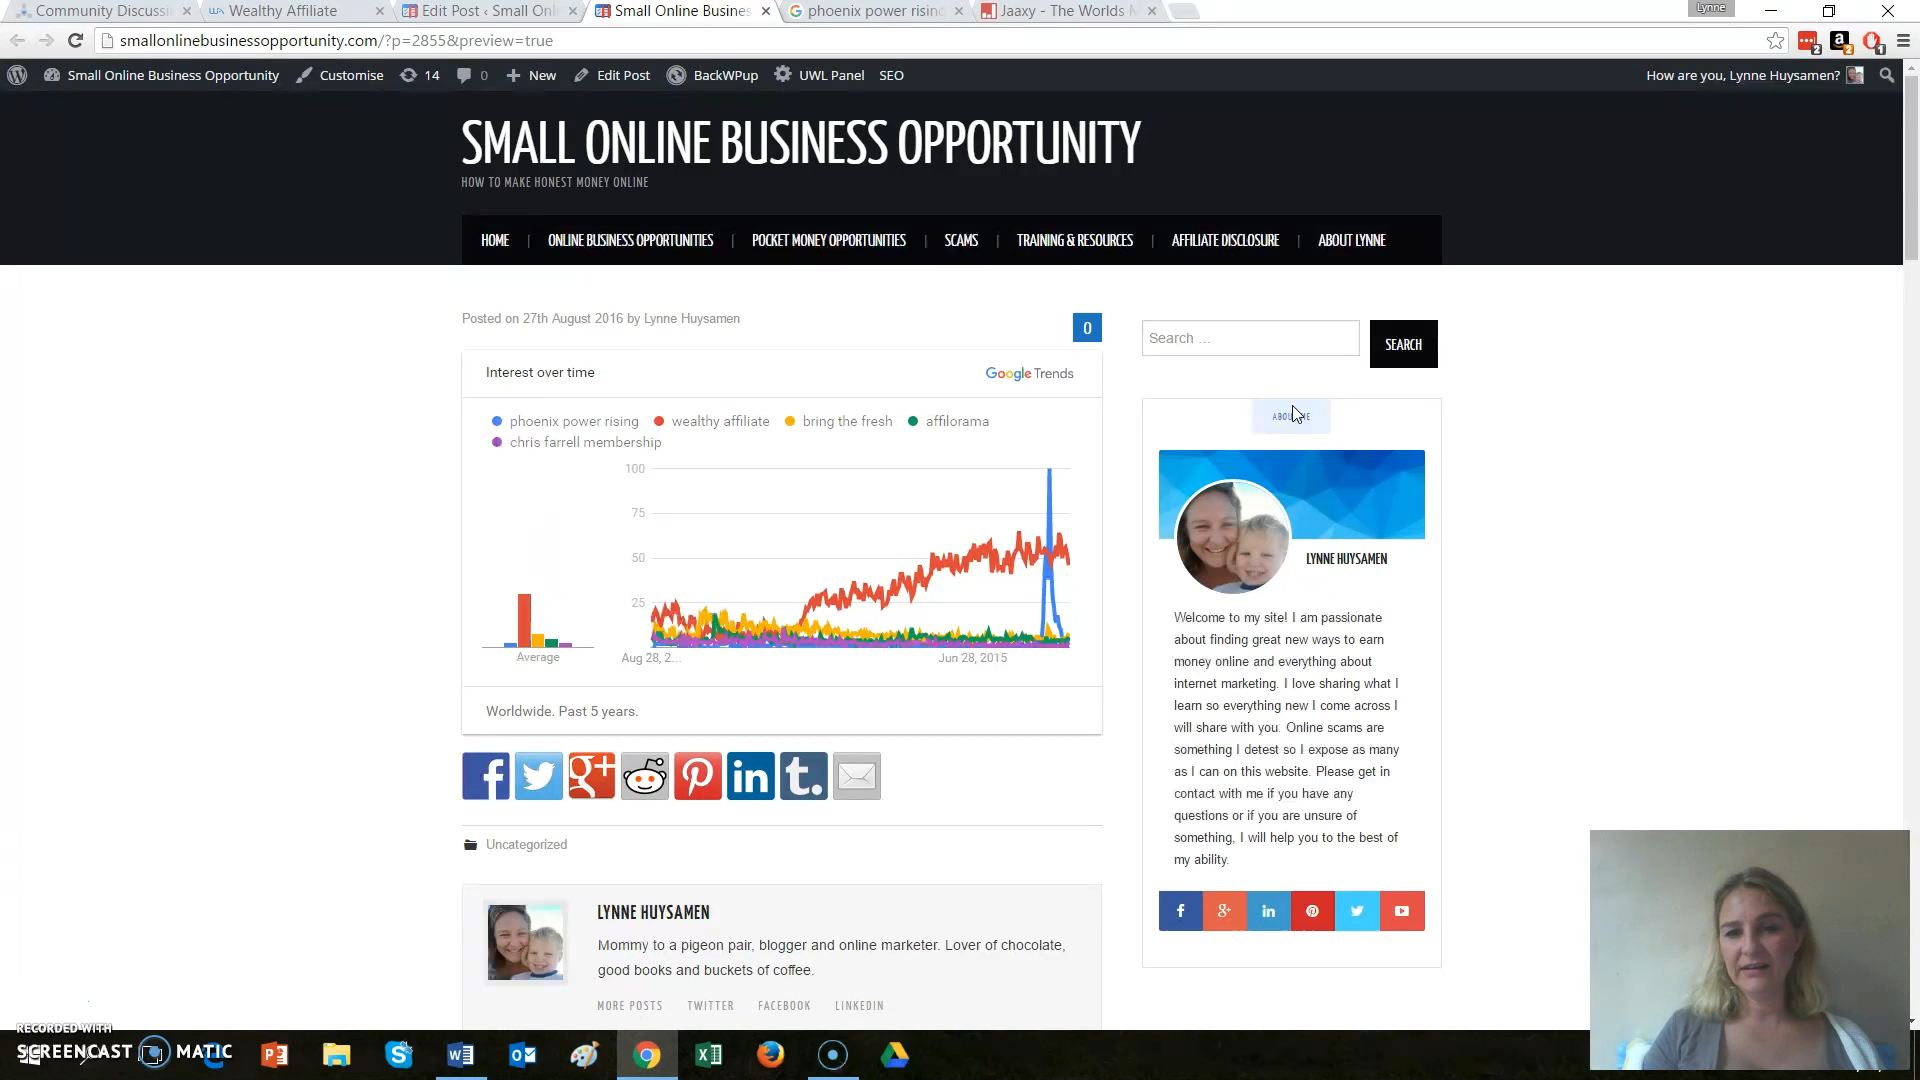 Community Discussi
Wealthy Affiliate
Edit Post ‹ Small Onl
Small Online Busines
phoenix power rising
Jaaxy - The Worlds M
Lynne
smallonlinebusinessopportunity.com/?p=2855&preview=true
2
2
1
Small Online Business Opportunity
Customise
14
0
New
Edit Post
BackWPup
UWL Panel
SEO
How are you, Lynne Huysamen?
SMALL ONLINE BUSINESS OPPORTUNITY
HOW TO MAKE HONEST MONEY ONLINE
HOME | ONLINE BUSINESS OPPORTUNITIES | POCKET MONEY OPPORTUNITIES | SCAMS | TRAINING & RESOURCES | AFFILIATE DISCLOSURE | ABOUT LYNNE
Posted on 27th August 2016 by Lynne Huysamen
0
Interest over time
Google Trends
phoenix power rising
wealthy affiliate
bring the fresh
affilorama
chris farrell membership
100
75
50
25
Average
Aug 28, 2...
Jun 28, 2015
Worldwide. Past 5 years.
Uncategorized
LYNNE HUYSAMEN
Mommy to a pigeon pair, blogger and online marketer. Lover of chocolate,
good books and buckets of coffee.
MORE POSTS
TWITTER
FACEBOOK
LINKEDIN
Search ...
SEARCH
LYNNE HUYSAMEN
Welcome to my site! I am passionate
about finding great new ways to earn
money online and everything about
internet marketing. I love sharing what I
learn so everything new I come across I
will share with you. Online scams are
something I detest so I expose as many
as I can on this website. Please get in
contact with me if you have any
questions or if you are unsure of
something, I will help you to the best of
my ability.
RECORDED WITH
SCREENCAST MATIC